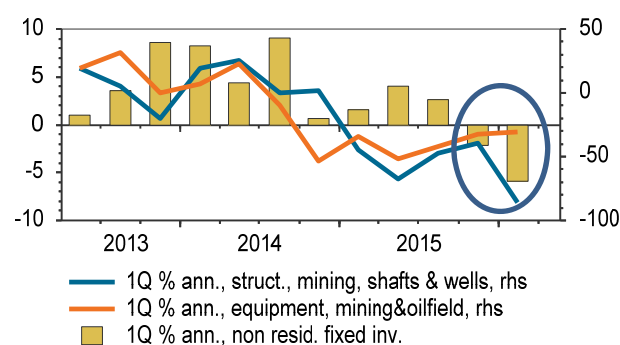 10 50
5 0
0
-5 -50
-10 -100
2013 2014 2015
1Q % ann., struct., mining, shafts & wells, rhs
1Q % ann., equipment, mining&oilfield, rhs
1Q % ann., non resid. fixed inv.